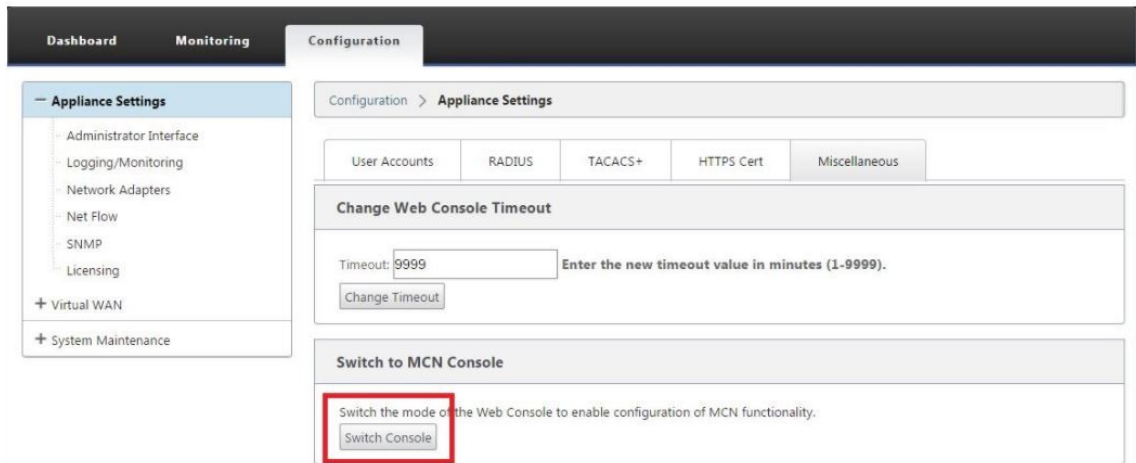 Dashboard Monitoring Configuration
− Appliance Settings
Administrator Interface
Logging/Monitoring
Network Adapters
Net Flow
SNMP
Licensing
+ Virtual WAN
+ System Maintenance
Configuration > Appliance Settings
User Accounts RADIUS TACACS+ HTTPS Cert Miscellaneous
Change Web Console Timeout
Timeout: 9999 Enter the new timeout value in minutes (1-9999).
Change Timeout
Switch to MCN Console
Switch the mode of the Web Console to enable configuration of MCN functionality.
Switch Console